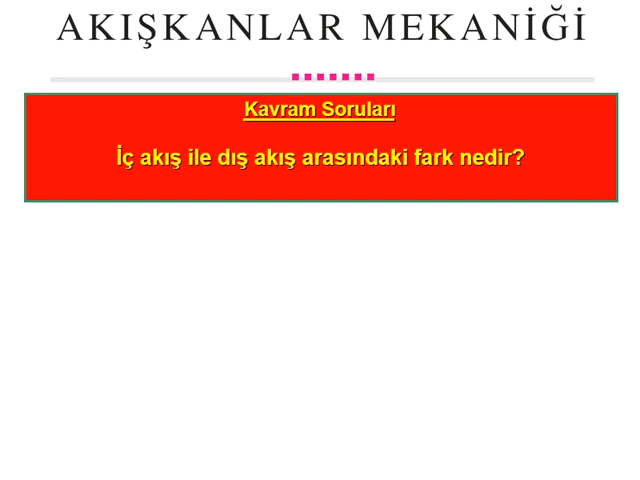 AKIŞKANLAR MEKANİĞİ
Kavram Soruları
İç akış ile dış akış arasındaki fark nedir?